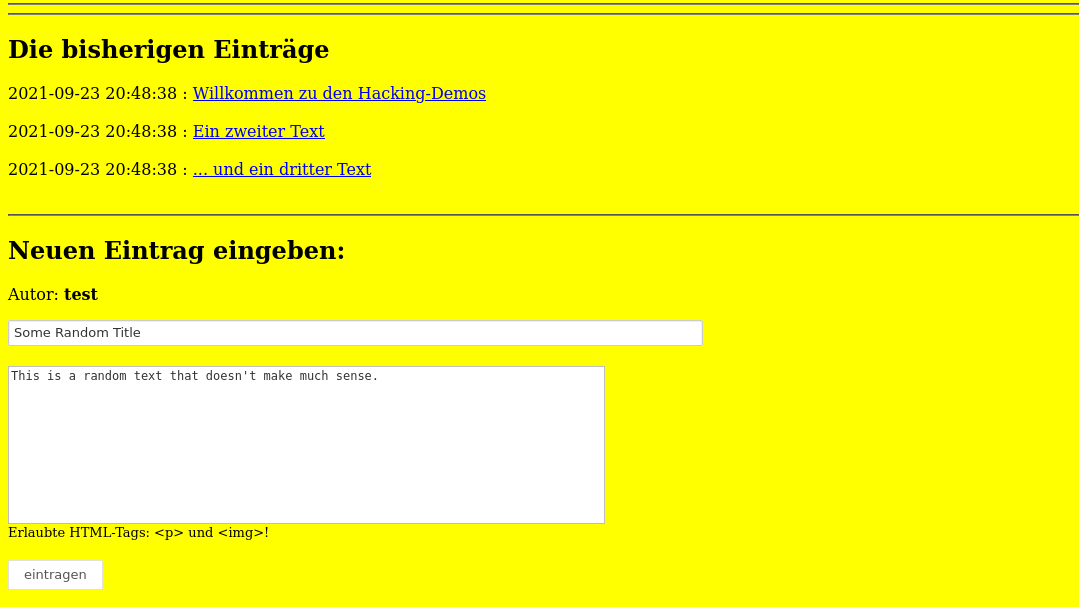 Die bisherigen Einträge
2021-09-23 20:48:38 : Willkommen zu den Hacking-Demos
2021-09-23 20:48:38 : Ein zweiter Text
2021-09-23 20:48:38 : ... und ein dritter Text
Neuen Eintrag eingeben:
Autor: test
Some Random Title
This is a random text that doesn't make much sense.
Erlaubte HTML-Tags: <p> und <img>!
eintragen